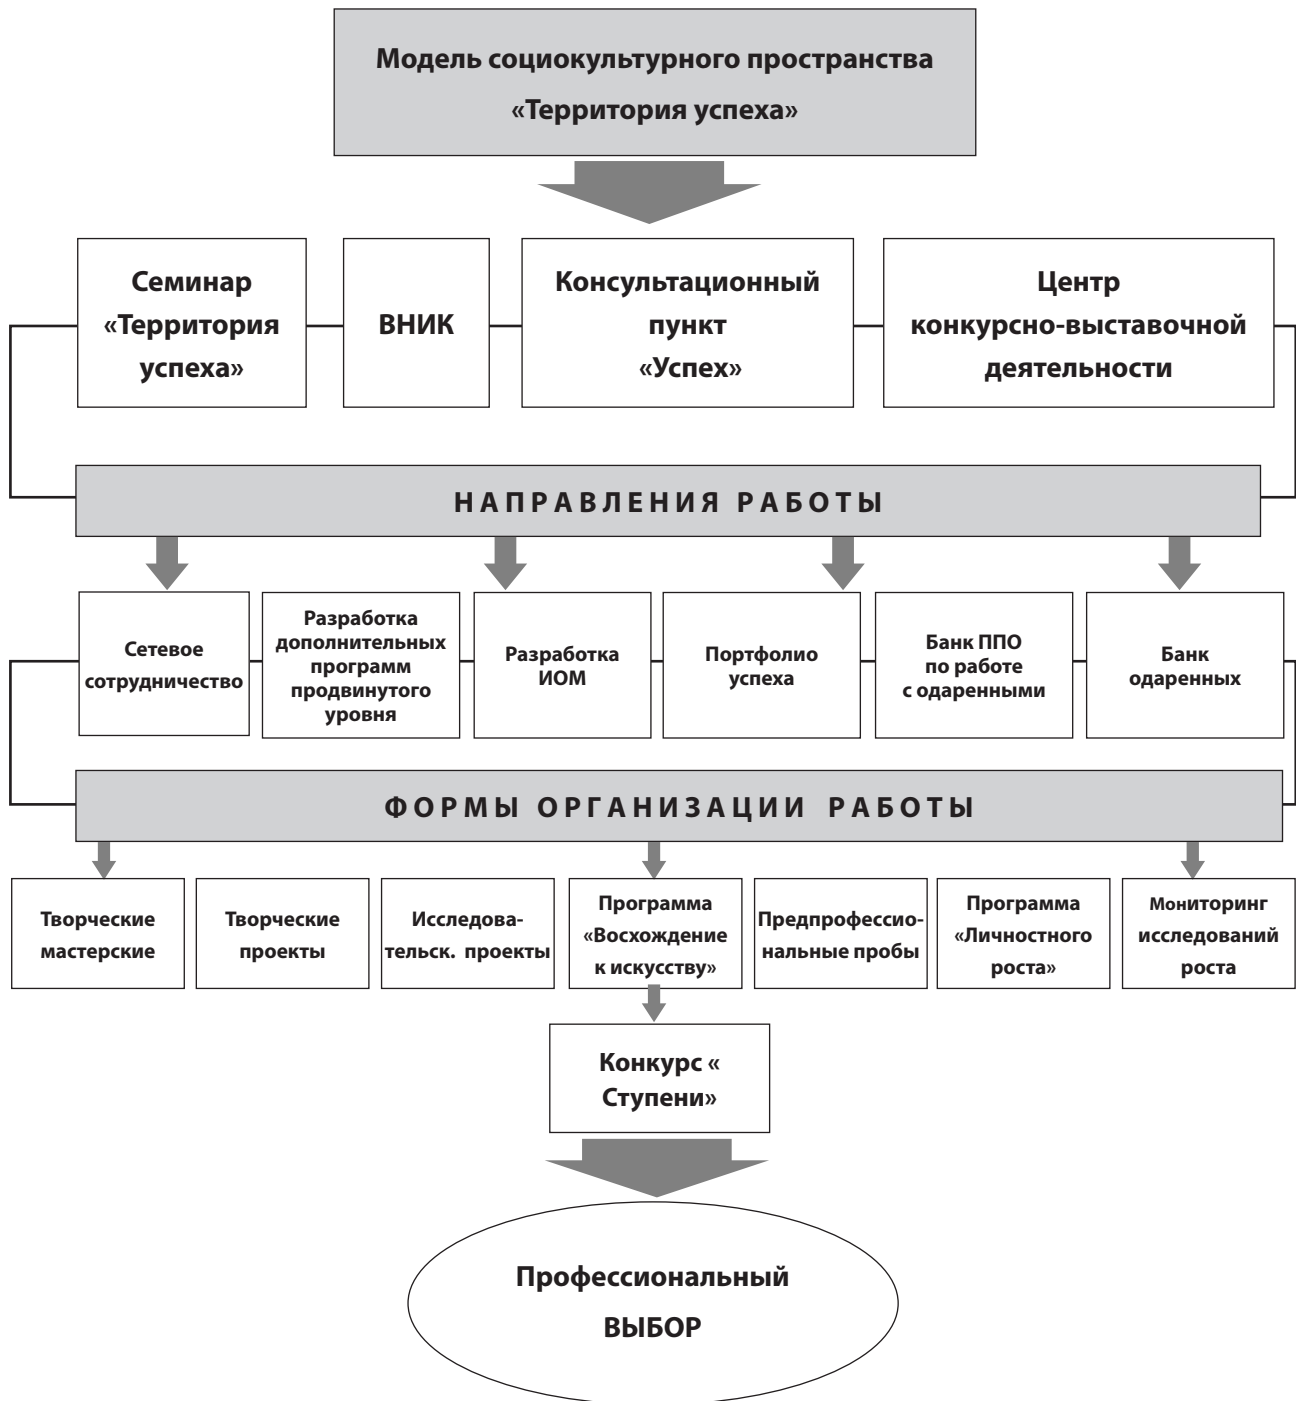 Модель социокультурного пространства
«Территория успеха»
Семинар
«Территория
успеха»
ВНИК
Консультационный
пункт
«Успех»
Центр
конкурсно-выставочной
деятельности
НАПРАВЛЕНИЯ РАБОТЫ
Сетевое
сотрудничество
Разработка
дополнительных
программ
продвинутого
уровня
Разработка
ИОМ
Портфолио
успеха
Банк ППО
по работе
с одаренными
Банк
одаренных
ФОРМЫ ОРГАНИЗАЦИИ РАБОТЫ
Творческие
мастерские
Творческие
проекты
Исследова-
тельск. проекты
Программа
«Восхождение
к искусству»
Предпрофессио-
нальные пробы
Программа
«Личностного
роста»
Мониторинг
исследований
роста
Конкурс «
Ступени»
Профессиональный
ВЫБОР